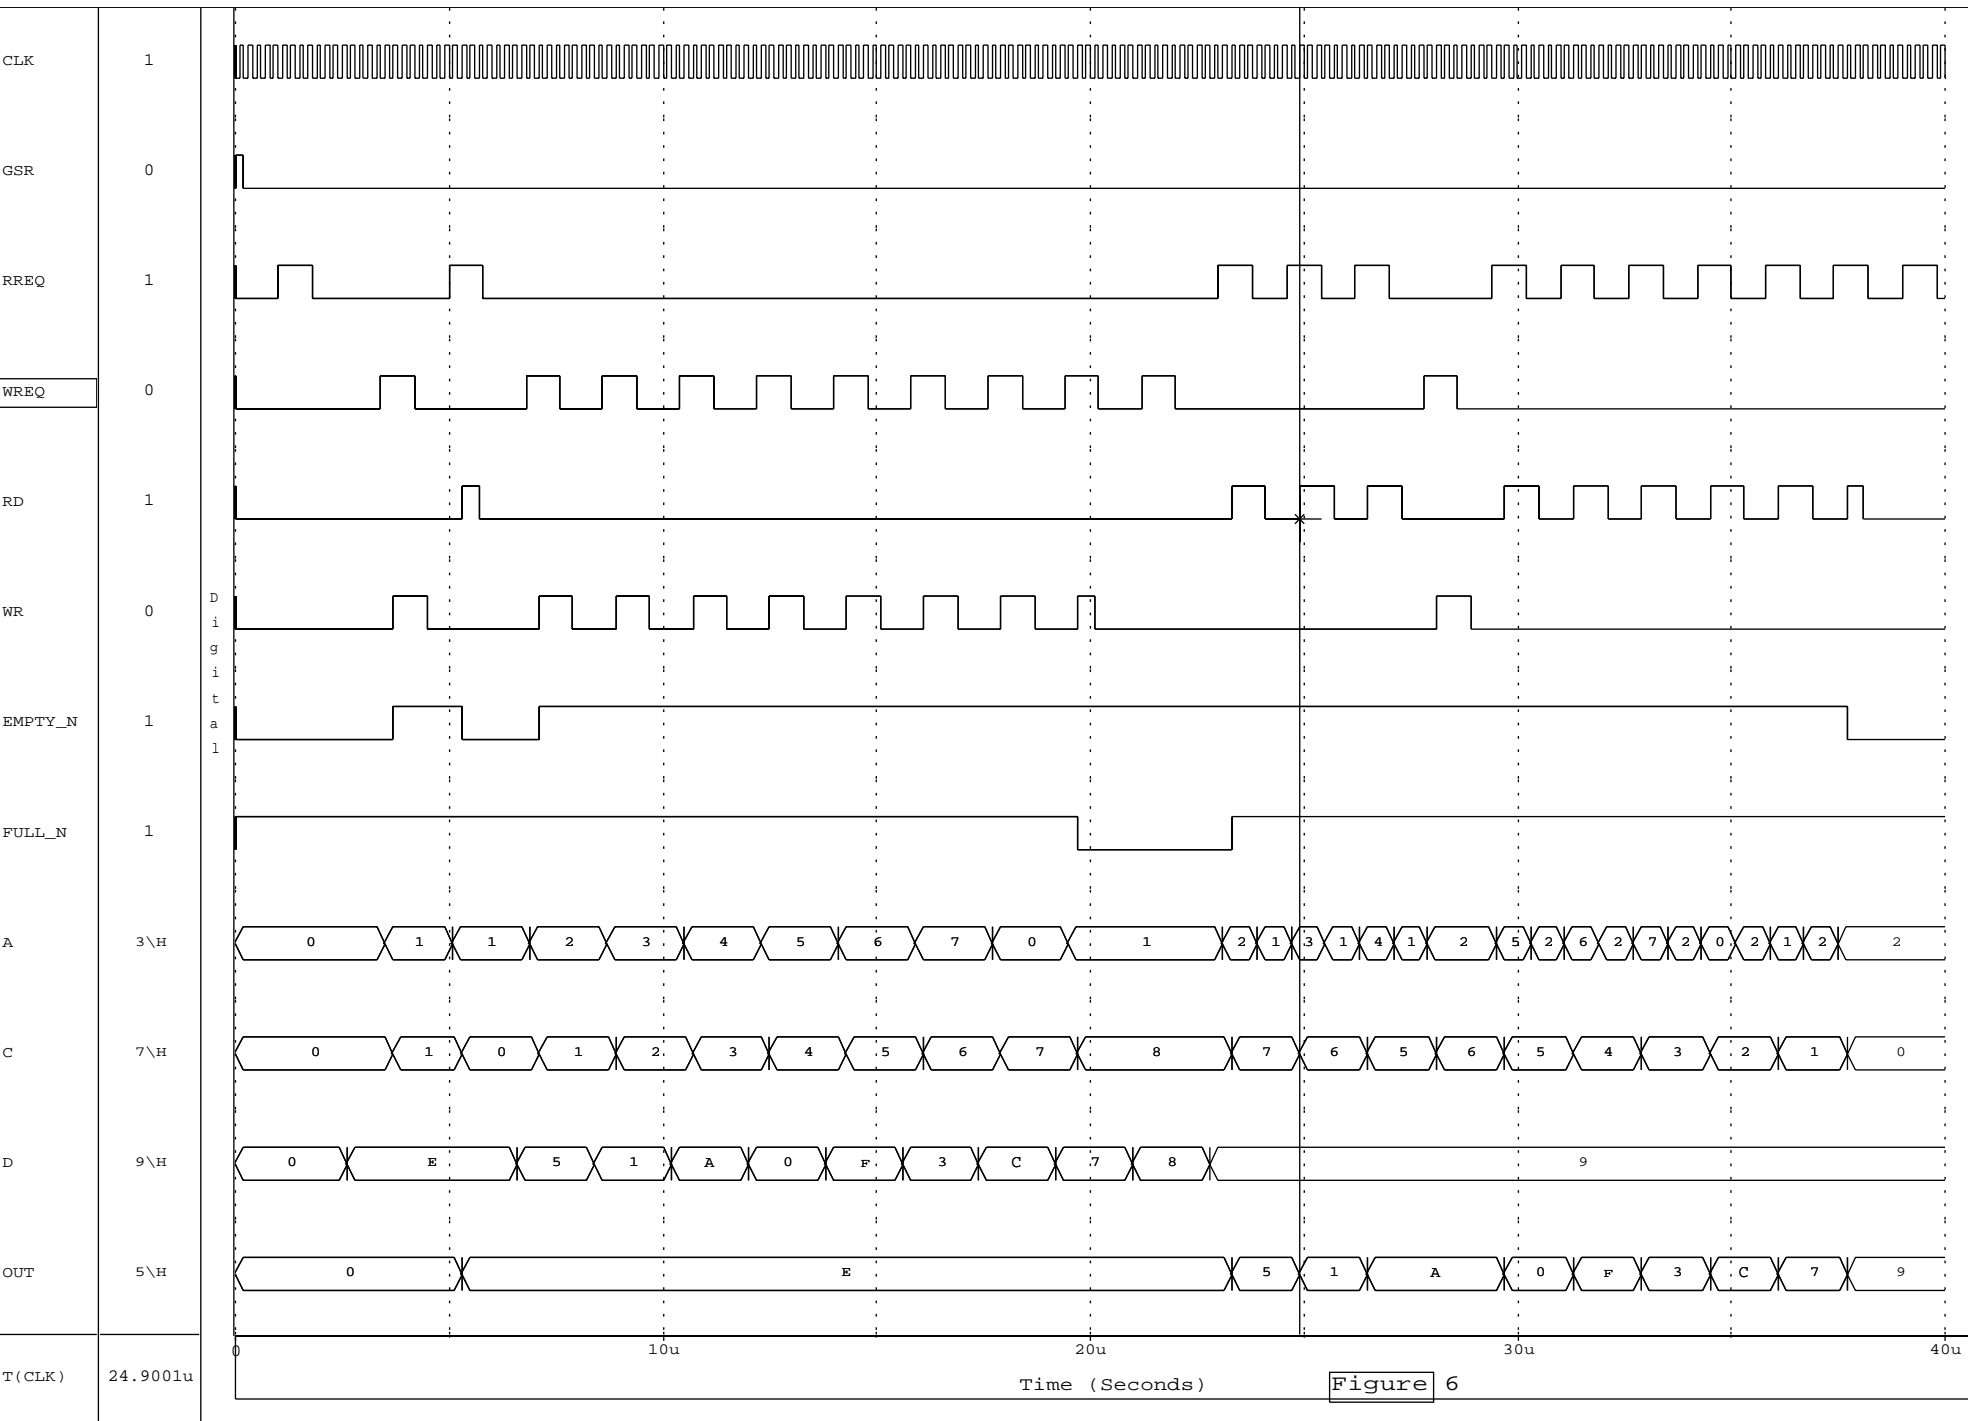 CLK 1
GSR 0
RREQ 1
WREQ 0
RD 1
WR 0
Digital
EMPTY_N 1
FULL_N 1
A 3\H 0 1 1 2 3 4 5 6 7 0 1 2 1 3 1 4 1 2 5 2 6 2 7 2 0 2 1 2 2
C 7\H 0 1 0 1 2 3 4 5 6 7 8 7 6 5 6 5 4 3 2 1 0
D 9\H 0 E 5 1 A 0 F 3 C 7 8 9
OUT 5\H 0 E 5 1 A 0 F 3 C 7 9
0 10u 20u 30u 40u
T(CLK) 24.9001u
Time (Seconds) Figure 6